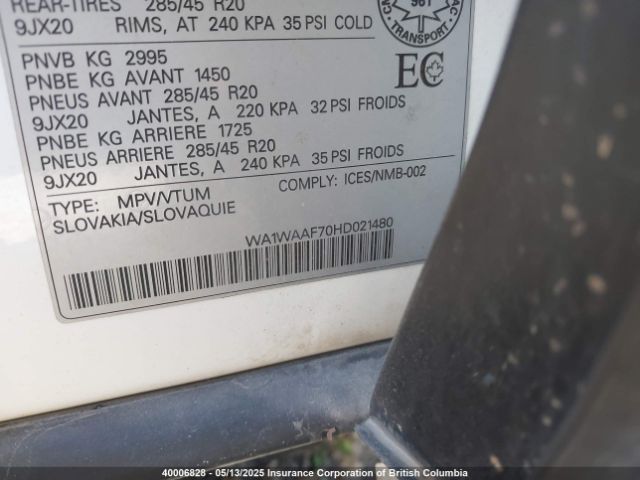 REAR-TIRES 285/45 R20
9JX20 RIMS, AT 240 KPA 35 PSI COLD
PNVB KG 2995
PNBE KG AVANT 1450
PNEUS AVANT 285/45 R20
9JX20 JANTES, A 220 KPA 32 PSI FROIDS
PNBE KG ARRIERE 1725
PNEUS ARRIERE 285/45 R20
9JX20 JANTES, A 240 KPA 35 PSI FROIDS
961
EC
TYPE: MPV/VTUM COMPLY: ICES/NMB-002
SLOVAKIA/SLOVAQUIE
WA1WAAF70HD021480
40006828 - 05/13/2025 Insurance Corporation of British Columbia